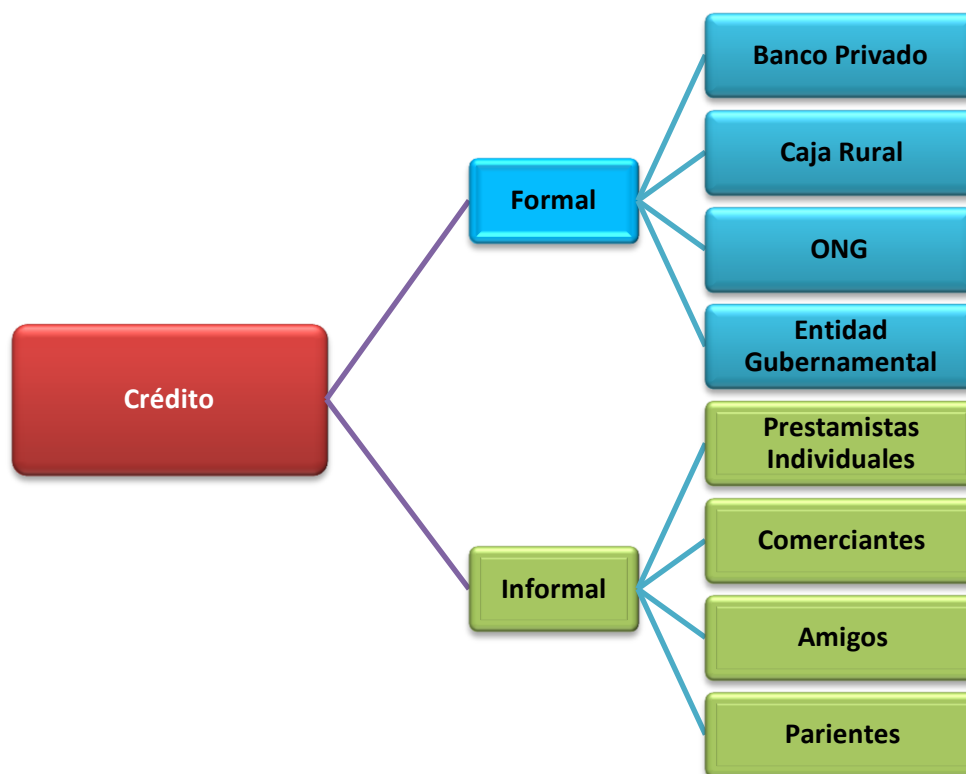 Crédito
Formal
Banco Privado
Caja Rural
ONG
Entidad
Gubernamental
Informal
Prestamistas
Individuales
Comerciantes
Amigos
Parientes